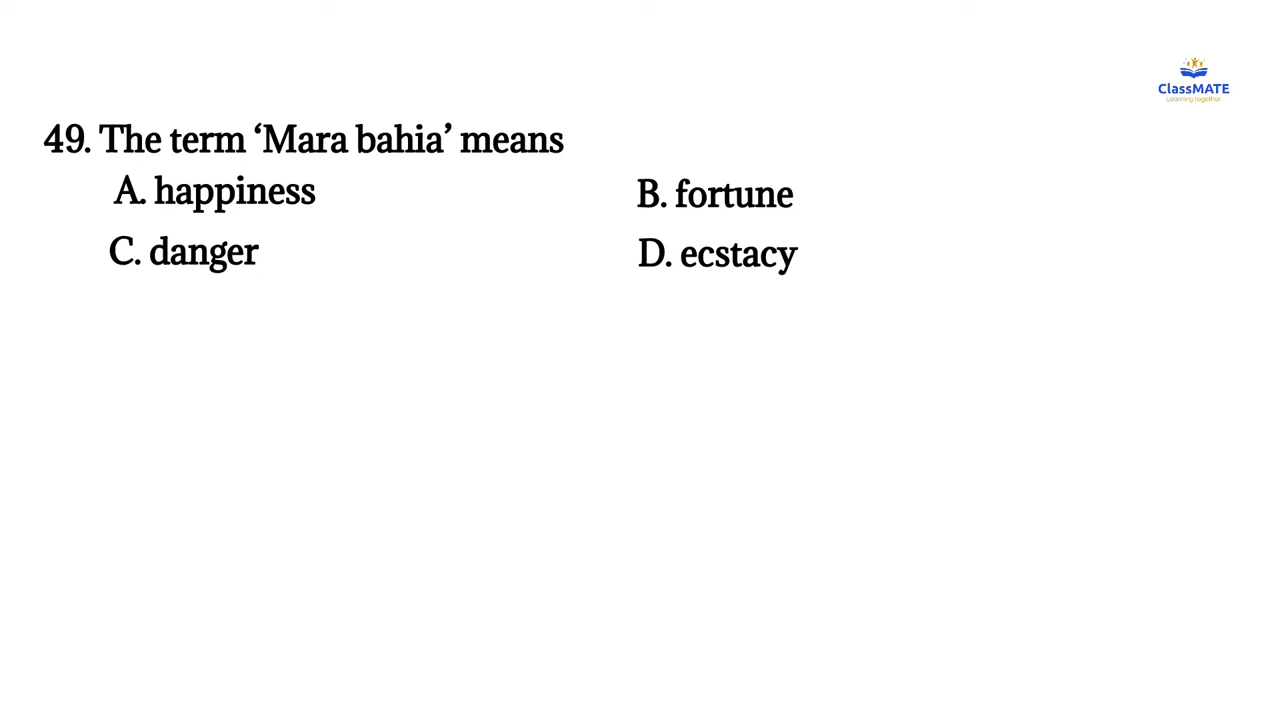 ClassMATE
Learning together
49. The term ‘Mara bahia’ means
A. happiness
B. fortune
C. danger
D. ecstacy